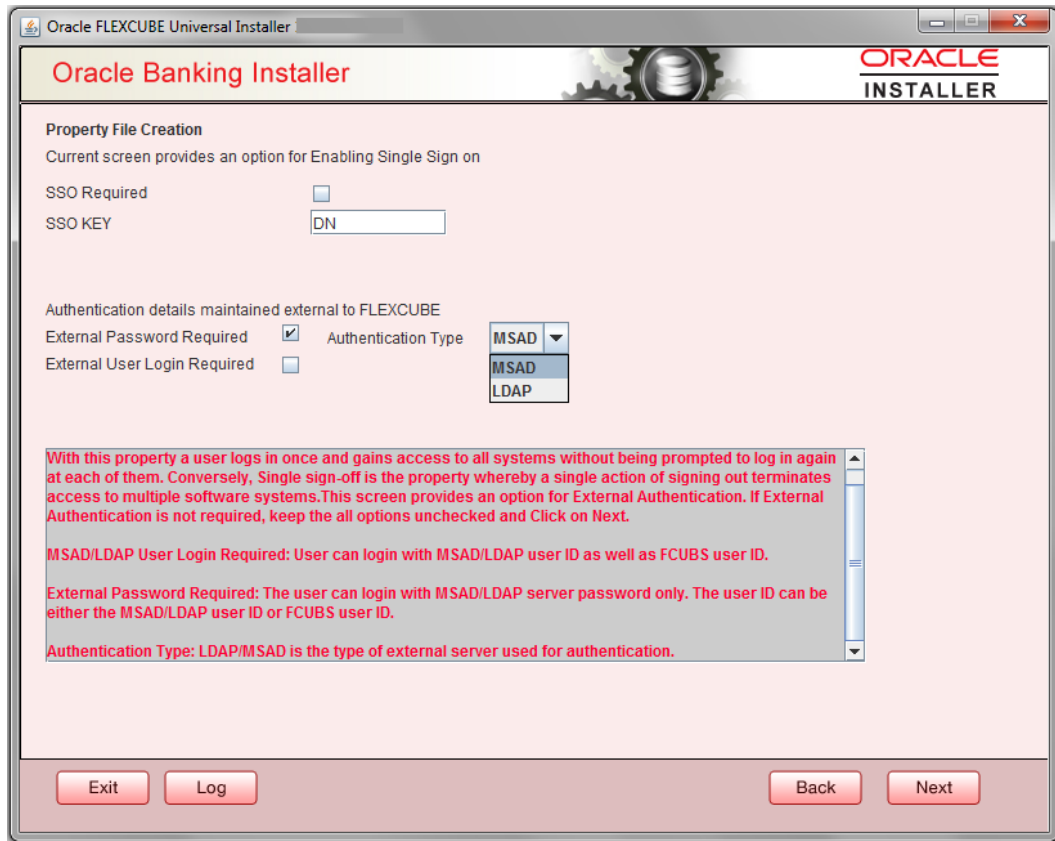 Oracle FLEXCUBE Universal Installer
Oracle Banking Installer
ORACLE
INSTALLER
Property File Creation
Current screen provides an option for Enabling Single Sign on
SSO Required
SSO KEY DN
Authentication details maintained external to FLEXCUBE
External Password Required Authentication Type MSAD
External User Login Required
MSAD
LDAP
With this property a user logs in once and gains access to all systems without being prompted to log in again
at each of them. Conversely, Single sign-off is the property whereby a single action of signing out terminates
access to multiple software systems.This screen provides an option for External Authentication. If External
Authentication is not required, keep the all options unchecked and Click on Next.
MSAD/LDAP User Login Required: User can login with MSAD/LDAP user ID as well as FCUBS user ID.
External Password Required: The user can login with MSAD/LDAP server password only. The user ID can be
either the MSAD/LDAP user ID or FCUBS user ID.
Authentication Type: LDAP/MSAD is the type of external server used for authentication.
Exit Log Back Next